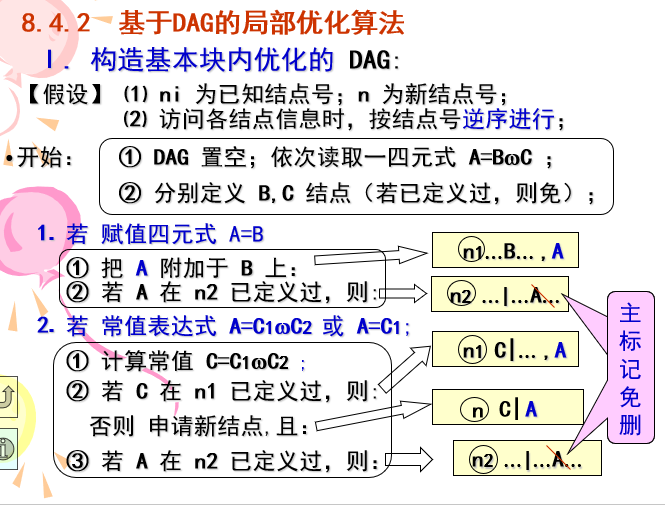 8.4.2 基于DAG的局部优化算法
Ⅰ. 构造基本块内优化的 DAG:
【假设】 ⑴ ni 为已知结点号；n 为新结点号；
⑵ 访问各结点信息时，按结点号逆序进行；
•开始：
① DAG 置空；依次读取一四元式 A=BωC ；
② 分别定义 B,C 结点（若已定义过，则免）；
1. 若 赋值四元式 A=B
① 把 A 附加于 B 上：
n1…B… ,A
② 若 A 在 n2 已定义过，则：
n2 …|…A…
2. 若 常值表达式 A=C1ωC2 或 A=C1;
① 计算常值 C=C1ωC2 ;
② 若 C 在 n1 已定义过，则：
n1 C|… ,A
否则 申请新结点,且：
n C|A
③ 若 A 在 n2 已定义过，则：
n2 …|…A…
主标记免删